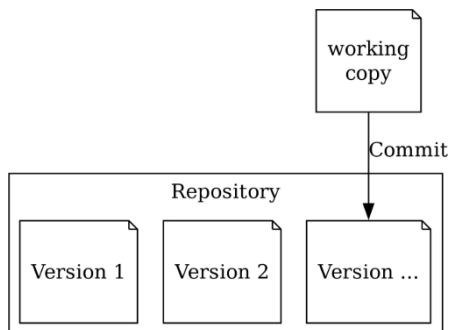 working
copy
Commit
Repository
Version 1
Version 2
Version ...